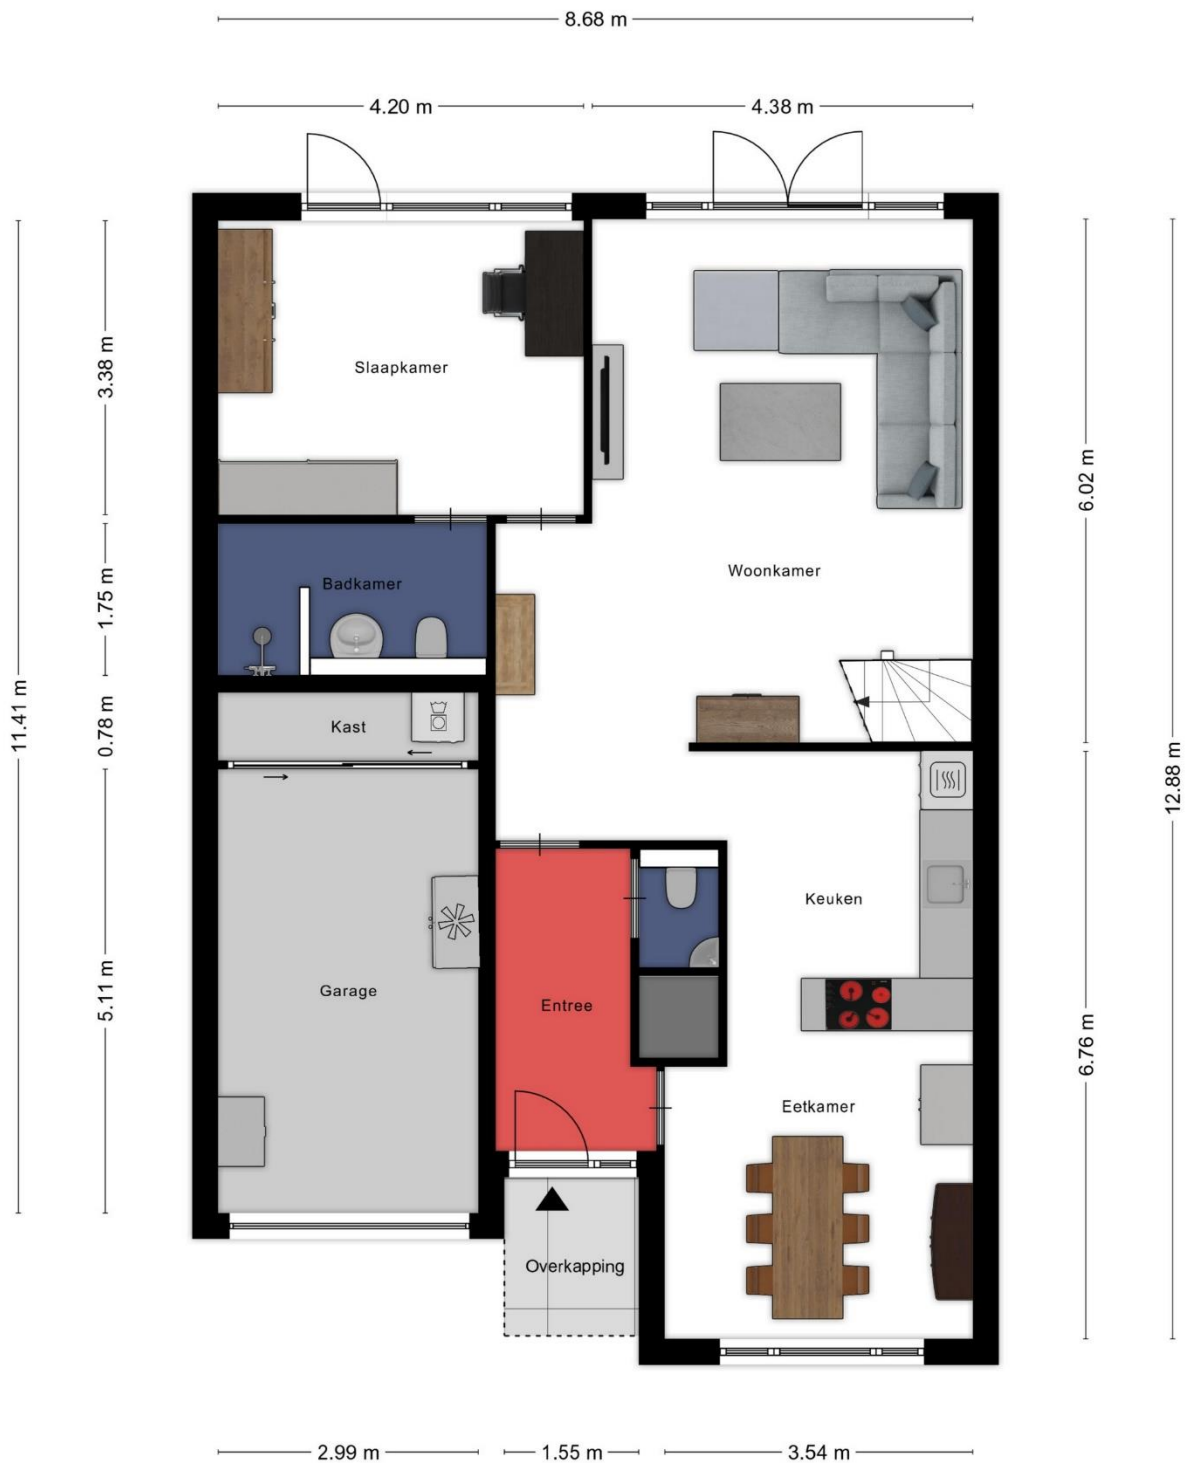 8.68 m
4.20 m
4.38 m
3.38 m
Slaapkamer
6.02 m
Woonkamer
Badkamer
1.75 m
11.41 m
0.78 m
Kast
12.88 m
Keuken
5.11 m
Garage
Entree
6.76 m
Eetkamer
Overkapping
2.99 m
1.55 m
3.54 m